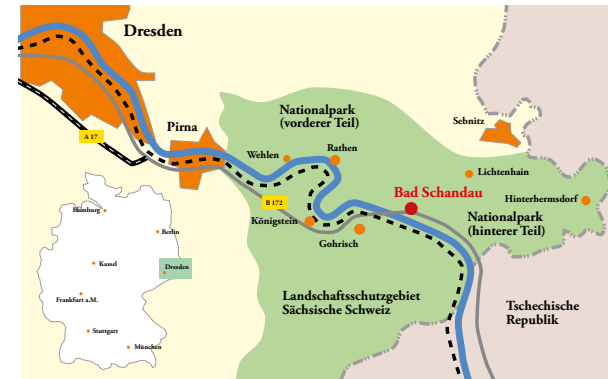 Dresden
A 17
Pirna
Nationalpark
(vorderer Teil)
Sebnitz
Wehlen
Rathen
Lichtenhain
Bad Schandau
B 172
Hinterhermsdorf
Königstein
Nationalpark
(hinterer Teil)
Gohrisch
Hamburg
Berlin
Kassel
Dresden
Frankfurt a.M.
Stuttgart
München
Landschaftsschutzgebiet
Sächsische Schweiz
Tschechische
Republik